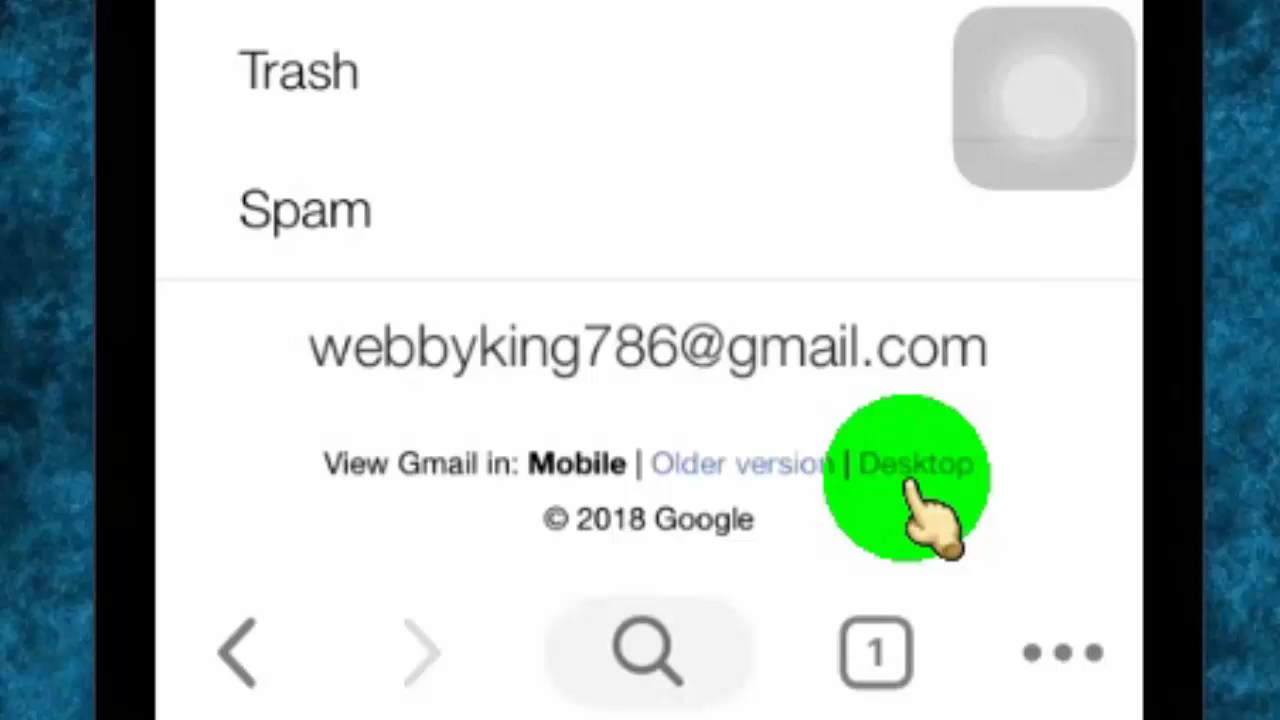 Trash
Spam
webbyking786@gmail.com
View Gmail in: Mobile | Older version | Desktop
© 2018 Google
1